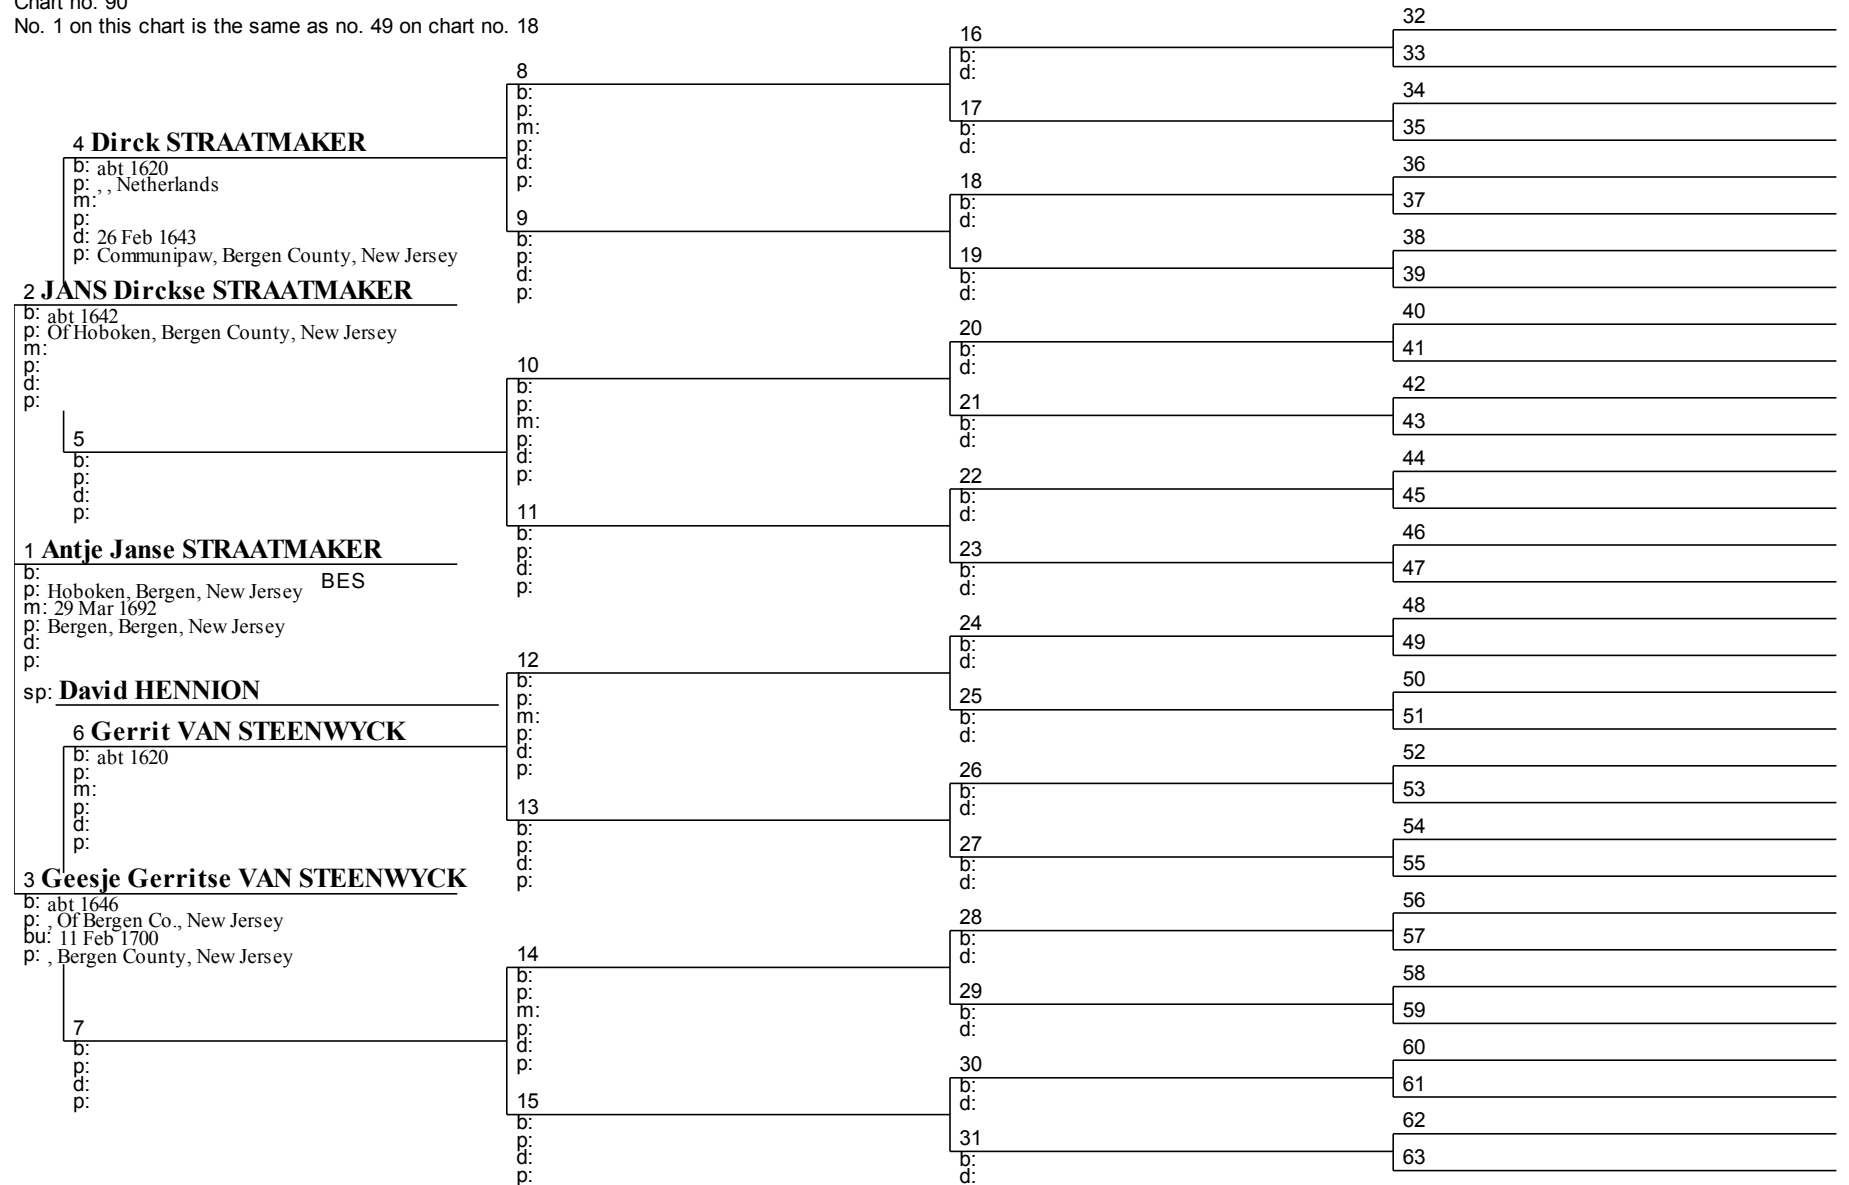 Chart no. 90
No. 1 on this chart is the same as no. 49 on chart no. 18
4 Dirck STRAATMAKER
b: abt 1620
p: , , Netherlands
m:
p:
d: 26 Feb 1643
p: Communipaw, Bergen County, New Jersey
2 JANS Dirckse STRAATMAKER
b: abt 1642
p: Of Hoboken, Bergen County, New Jersey
m:
p:
d:
p:
5
b:
p:
d:
p:
1 Antje Janse STRAATMAKER
b:
p: Hoboken, Bergen, New Jersey BES
m: 29 Mar 1692
p: Bergen, Bergen, New Jersey
d:
p:
sp: David HENNION
6 Gerrit VAN STEENWYCK
b: abt 1620
p:
m:
p:
d:
p:
3 Geesje Gerritse VAN STEENWYCK
b: abt 1646
p: , Of Bergen Co., New Jersey
bu: 11 Feb 1700
p: , Bergen County, New Jersey
7
b:
p:
d:
p:
8
b:
p:
m:
p:
d:
p:
9
b:
p:
d:
p:
10
b:
p:
m:
p:
d:
p:
11
b:
p:
d:
p:
12
b:
p:
m:
p:
d:
p:
13
b:
p:
d:
p:
14
b:
p:
m:
p:
d:
p:
15
b:
p:
d:
p:
16
b:
d:
17
b:
d:
18
b:
d:
19
b:
d:
20
b:
d:
21
b:
d:
22
b:
d:
23
b:
d:
24
b:
d:
25
b:
d:
26
b:
d:
27
b:
d:
28
b:
d:
29
b:
d:
30
b:
d:
31
b:
d:
32
33
34
35
36
37
38
39
40
41
42
43
44
45
46
47
48
49
50
51
52
53
54
55
56
57
58
59
60
61
62
63